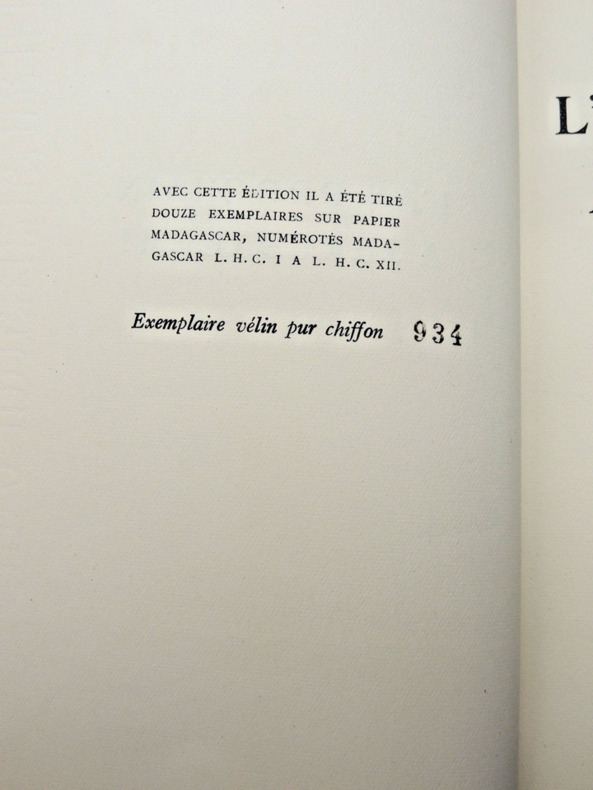 AVEC CETTE ÉDITION IL A ÉTÉ TIRÉ
DOUZE EXEMPLAIRES SUR PAPIER
MADAGASCAR, NUMÉROTÉS MADA-
GASCAR L. H. C. I A L. H. C. XII.
Exemplaire vélin pur chiffon 934
L'